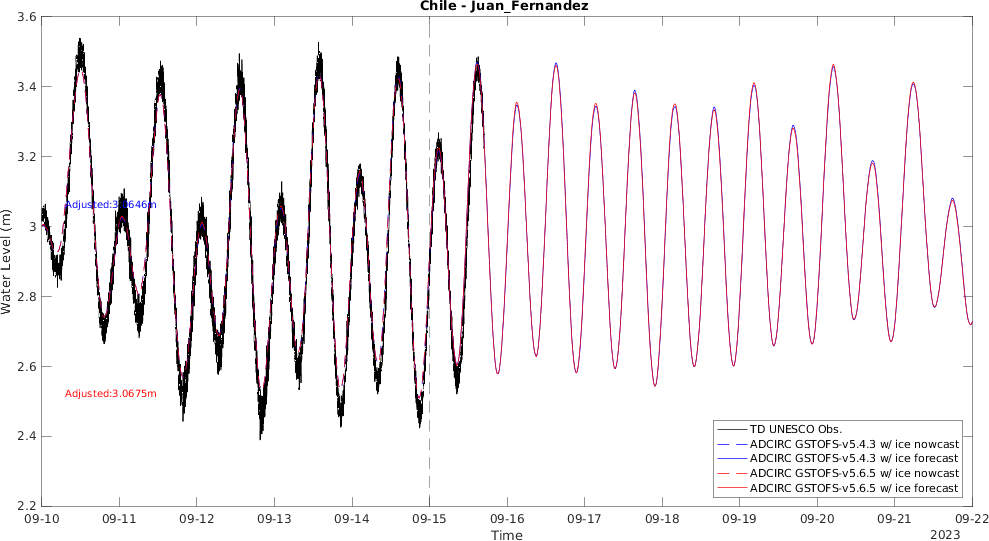 Chile - Juan_Fernandez
3.6
3.4
3.2
3
2.8
2.6
2.4
2.2
Water Level (m)
Adjusted:3.0646m
Adjusted:3.0675m
TD UNESCO Obs.
ADCIRC GSTOFS-v5.4.3 w/ ice nowcast
ADCIRC GSTOFS-v5.4.3 w/ ice forecast
ADCIRC GSTOFS-v5.6.5 w/ ice nowcast
ADCIRC GSTOFS-v5.6.5 w/ ice forecast
09-10 09-11 09-12 09-13 09-14 09-15 09-16 09-17 09-18 09-19 09-20 09-21 09-22
Time
2023